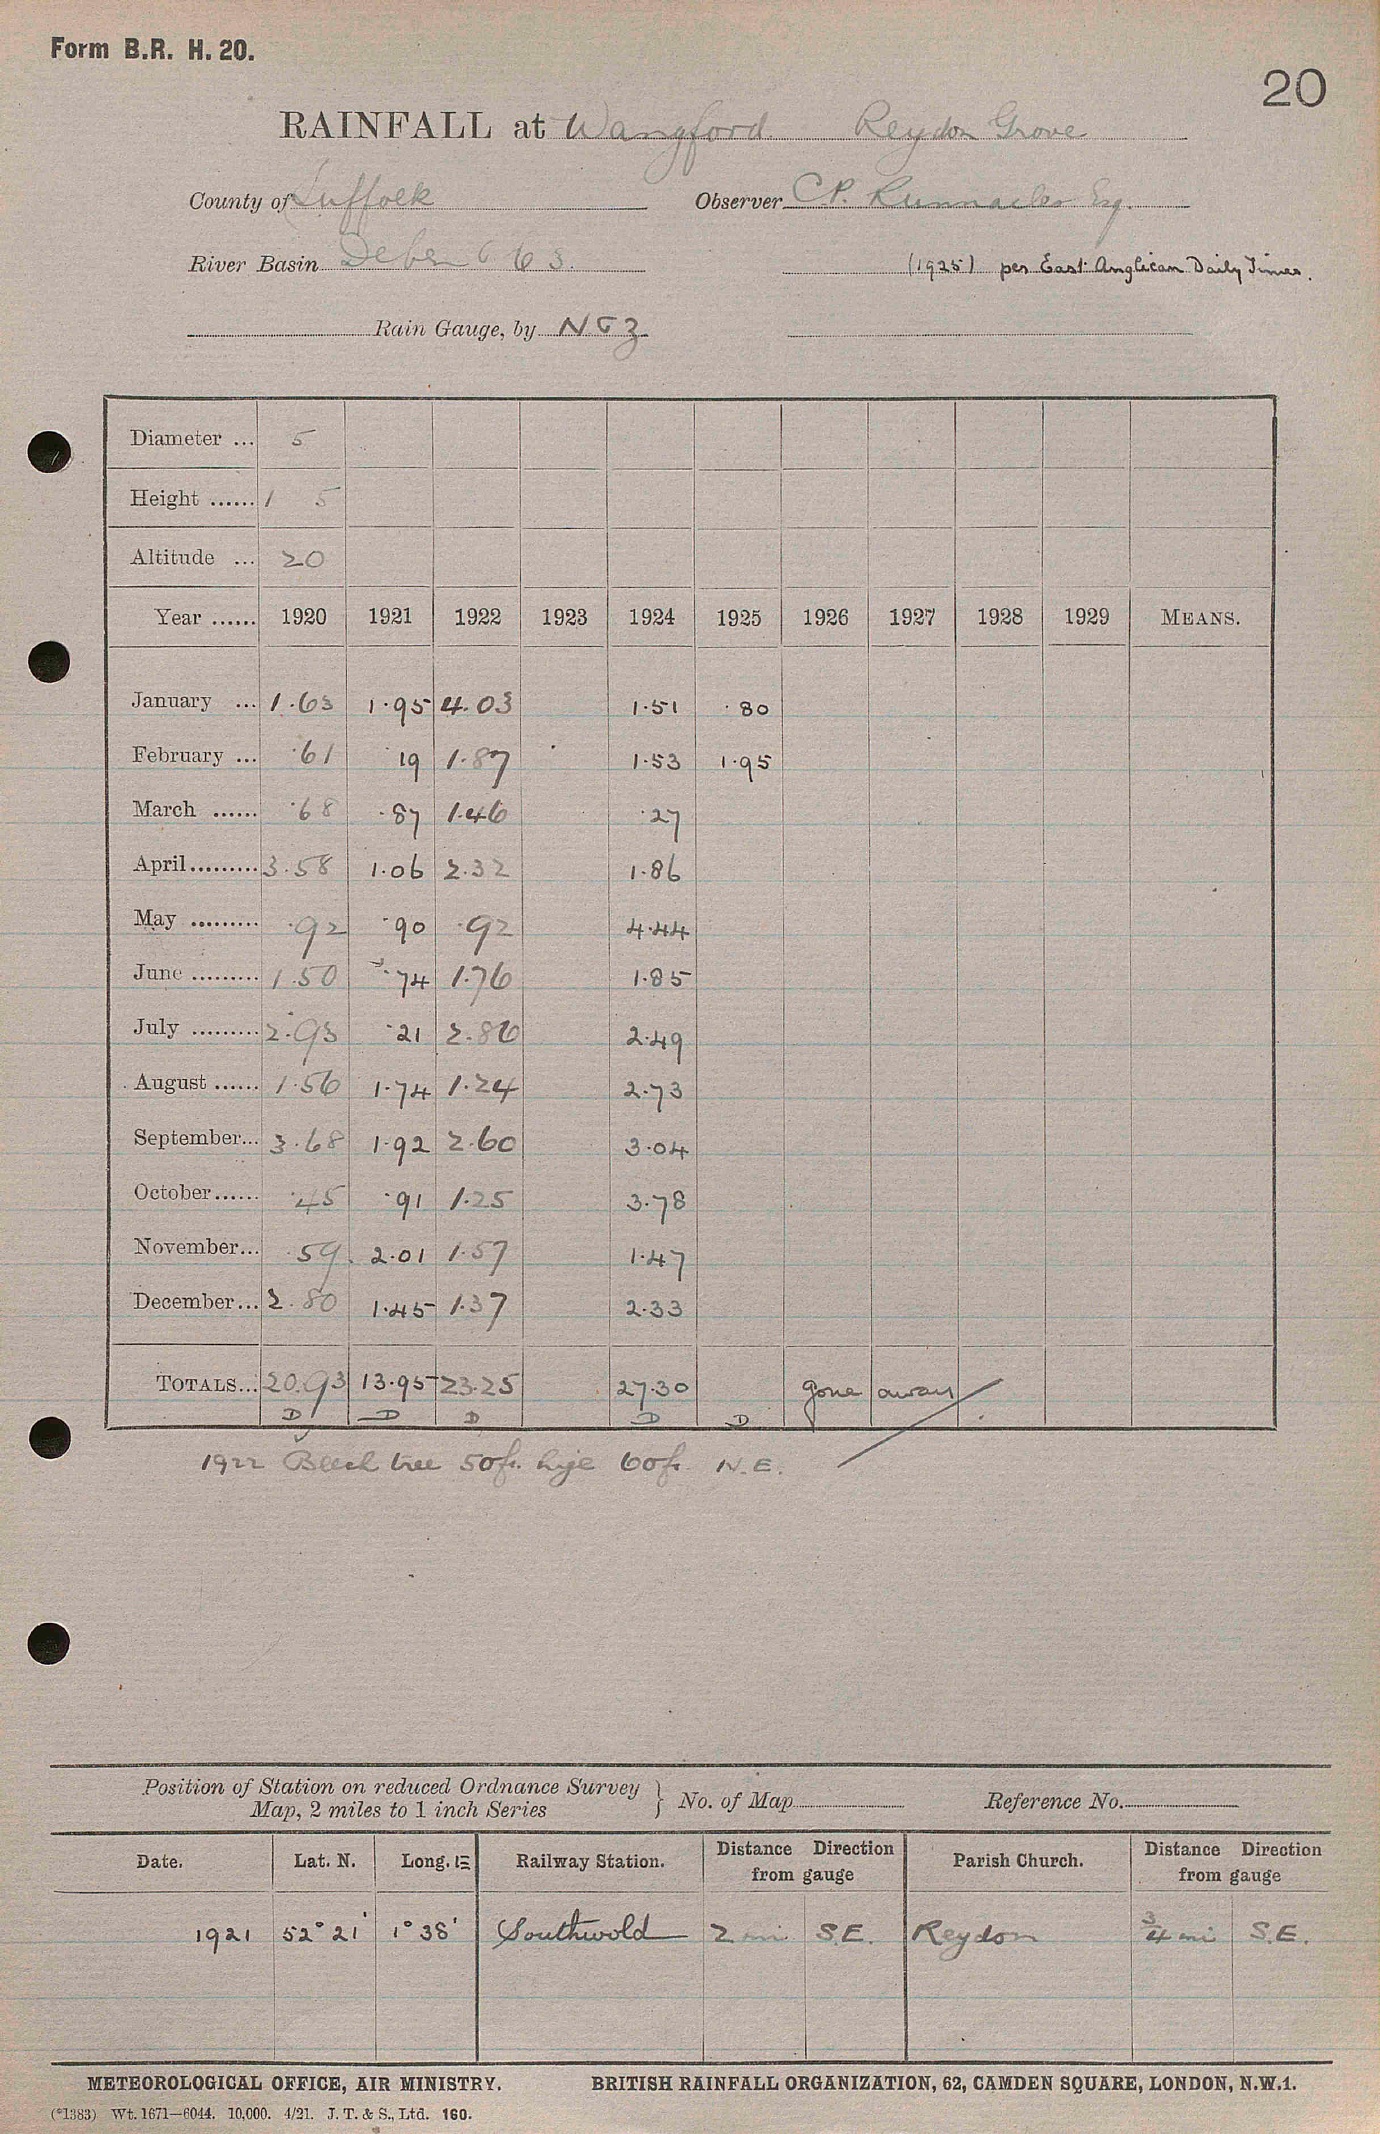 Form B.R. H. 20.
20
RAINFALL at Wangford Reydon Grove
County of Suffolk Observer C.P. Runnacles Esq.
River Basin Deben 6 63. (1925) per East Anglican Daily Times.
Rain Gauge, by N & Z
Diameter ... 5
Height ...... 1 5
Altitude ... 20
Year ...... 1920 1921 1922 1923 1924 1925 1926 1927 1928 1929 MEANS.
January ... 1.63 1.95 4.03 1.51 .80
February ... .61 .19 1.87 1.53 1.95
March ...... .68 .87 1.46 .27
April......... 3.58 1.06 2.32 1.86
May ......... .92 .90 .92 4.44
June ......... 1.50 .74 1.76 1.85
July ......... 2.93 .21 2.86 2.49
August ...... 1.56 1.74 1.24 2.73
September... 3.68 1.92 2.60 3.04
October...... .45 .91 1.25 3.78
November... .59 2.01 1.57 1.47
December... 2.80 1.45 1.37 2.33
TOTALS... 20.93 13.95 23.25 27.30 gone away
D D D D D
1922 Beech tree 50ft. hige 60ft N.E.
Position of Station on reduced Ordnance Survey
Map, 2 miles to 1 inch Series } No. of Map Reference No.
Date. Lat. N. Long. E Railway Station. Distance Direction from gauge Parish Church. Distance Direction from gauge
1921 52° 21' 1° 38' Southwold 2 mi S.E. Reydon 3/4 mi S.E.
METEOROLOGICAL OFFICE, AIR MINISTRY. BRITISH RAINFALL ORGANIZATION, 62, CAMDEN SQUARE, LONDON, N.W.1.
(*1383) Wt. 1671—6044. 10,000. 4/21. J. T. & S., Ltd. 160.